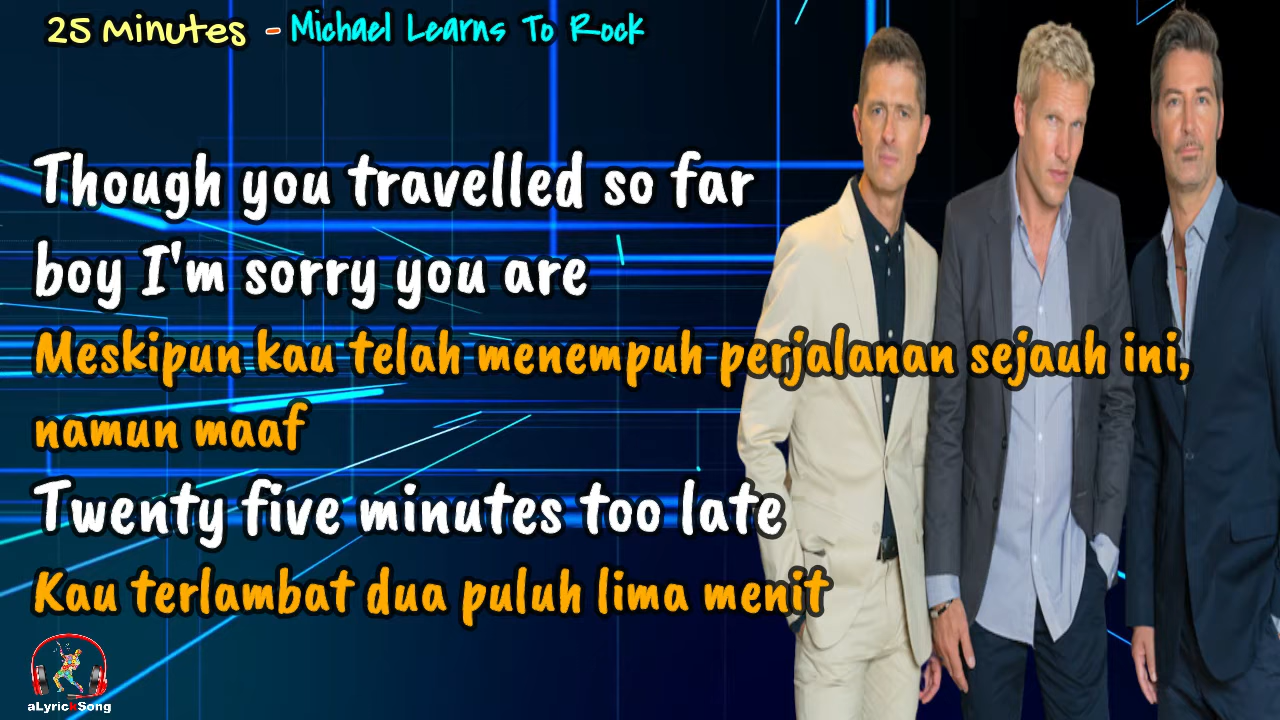 25 Minutes - Michael Learns To Rock
Though you travelled so far
boy I'm sorry you are
Meskipun kau telah menempuh perjalanan sejauh ini,
namun maaf
Twenty five minutes too late
Kau terlambat dua puluh lima menit
aLyrickSong